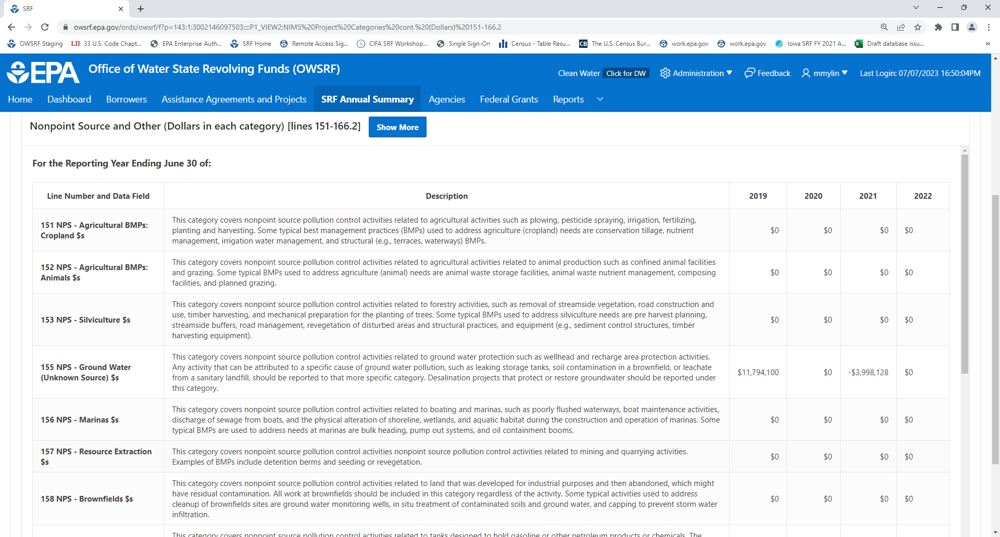 SRF
owsrf.epa.gov/ords/owsrf/f?p=143:1:3002146097503::::P1_VIEW2:NIMS%20Project%20Categories%20cont.%20(Dollars)%20151-166.2
OWSRF Staging LII 33 U.S. Code Chapt... EPA Enterprise Auth... SRF Home Remote Access Sig... CIFA SRF Workshop... Single Sign-On Census - Table Resu... CB The U.S. Census Bur... work.epa.gov work.epa.gov Iowa SRF FY 2021 A... Draft database issu... »
EPA Office of Water State Revolving Funds (OWSRF)
Clean Water Click for DW Administration Feedback mmylin Last Login: 07/07/2023 16:50:04PM
Home Dashboard Borrowers Assistance Agreements and Projects SRF Annual Summary Agencies Federal Grants Reports
Nonpoint Source and Other (Dollars in each category) [lines 151-166.2] Show More
For the Reporting Year Ending June 30 of:
Line Number and Data Field Description 2019 2020 2021 2022
151 NPS - Agricultural BMPs:
Cropland $s
This category covers nonpoint source pollution control activities related to agricultural activities such as plowing, pesticide spraying, irrigation, fertilizing,
planting and harvesting. Some typical best management practices (BMPs) used to address agriculture (cropland) needs are conservation tillage, nutrient
management, irrigation water management, and structural (e.g., terraces, waterways) BMPs.
$0 $0 $0 $0
152 NPS - Agricultural BMPs:
Animals $s
This category covers nonpoint source pollution control activities related to agricultural activities related to animal production such as confined animal facilities
and grazing. Some typical BMPs used to address agriculture (animal) needs are animal waste storage facilities, animal waste nutrient management, composing
facilities, and planned grazing.
$0 $0 $0 $0
153 NPS - Silviculture $s
This category covers nonpoint source pollution control activities related to forestry activities, such as removal of streamside vegetation, road construction and
use, timber harvesting, and mechanical preparation for the planting of trees. Some typical BMPs used to address silviculture needs are pre harvest planning,
streamside buffers, road management, revegetation of disturbed areas and structural practices, and equipment (e.g., sediment control structures, timber
harvesting equipment).
$0 $0 $0 $0
155 NPS - Ground Water
(Unknown Source) $s
This category covers nonpoint source pollution control activities related to ground water protection such as wellhead and recharge area protection activities.
Any activity that can be attributed to a specific cause of ground water pollution, such as leaking storage tanks, soil contamination in a brownfield, or leachate
from a sanitary landfill, should be reported to that more specific category. Desalination projects that protect or restore groundwater should be reported under
this category.
$11,794,100 $0 -$3,998,128 $0
156 NPS - Marinas $s
This category covers nonpoint source pollution control activities related to boating and marinas, such as poorly flushed waterways, boat maintenance activities,
discharge of sewage from boats, and the physical alteration of shoreline, wetlands, and aquatic habitat during the construction and operation of marinas. Some
typical BMPs are used to address needs at marinas are bulk heading, pump out systems, and oil containment booms.
$0 $0 $0 $0
157 NPS - Resource Extraction
$s
This category covers nonpoint source pollution control activities nonpoint source pollution control activities related to mining and quarrying activities.
Examples of BMPs include detention berms and seeding or revegetation.
$0 $0 $0 $0
158 NPS - Brownfields $s
This category covers nonpoint source pollution control activities related to land that was developed for industrial purposes and then abandoned, which might
have residual contamination. All work at brownfields should be included in this category regardless of the activity. Some typical activities used to address
cleanup of brownfields sites are ground water monitoring wells, in situ treatment of contaminated soils and ground water, and capping to prevent storm water
infiltration.
$0 $0 $0 $0
This category covers nonpoint source pollution control activities related to tanks designed to hold gasoline or other petroleum products or chemicals. The